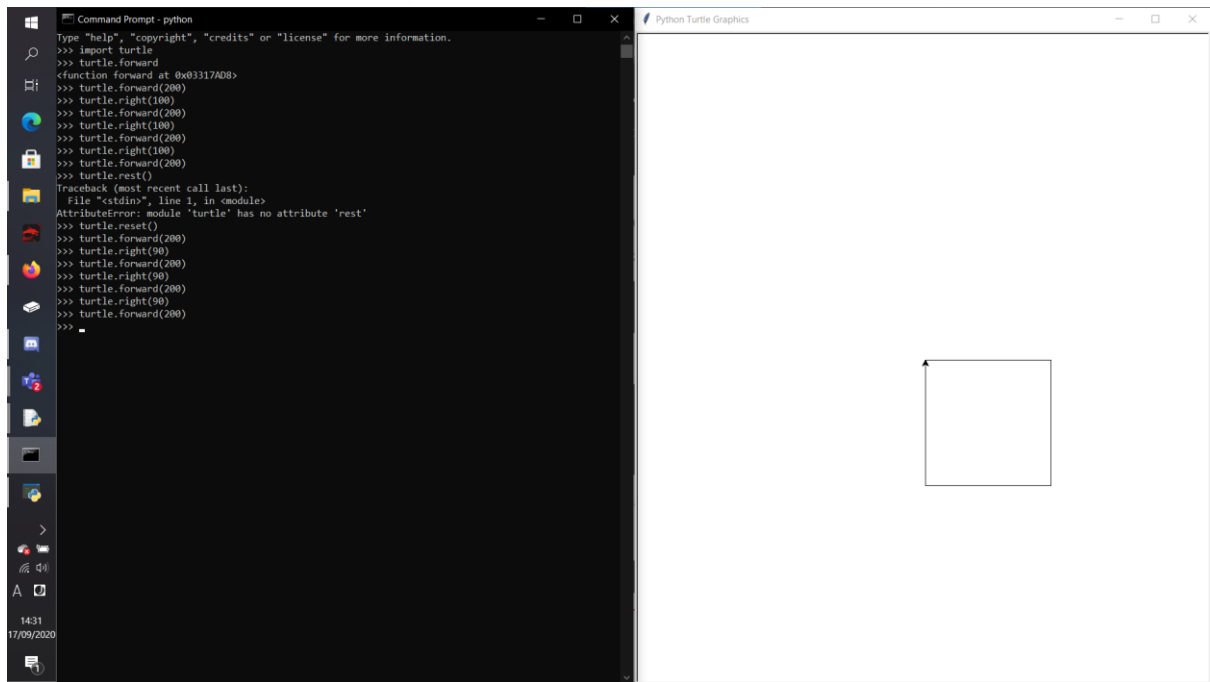 Command Prompt - python
Type "help", "copyright", "credits" or "license" for more information.
>>> import turtle
>>> turtle.forward
<function forward at 0x03317AD8>
>>> turtle.forward(200)
>>> turtle.right(100)
>>> turtle.forward(200)
>>> turtle.right(100)
>>> turtle.forward(200)
>>> turtle.right(100)
>>> turtle.forward(200)
>>> turtle.rest()
Traceback (most recent call last):
  File "<stdin>", line 1, in <module>
AttributeError: module 'turtle' has no attribute 'rest'
>>> turtle.reset()
>>> turtle.forward(200)
>>> turtle.right(90)
>>> turtle.forward(200)
>>> turtle.right(90)
>>> turtle.forward(200)
>>> turtle.right(90)
>>> turtle.forward(200)
>>>
Python Turtle Graphics
2
A
14:31
17/09/2020
1